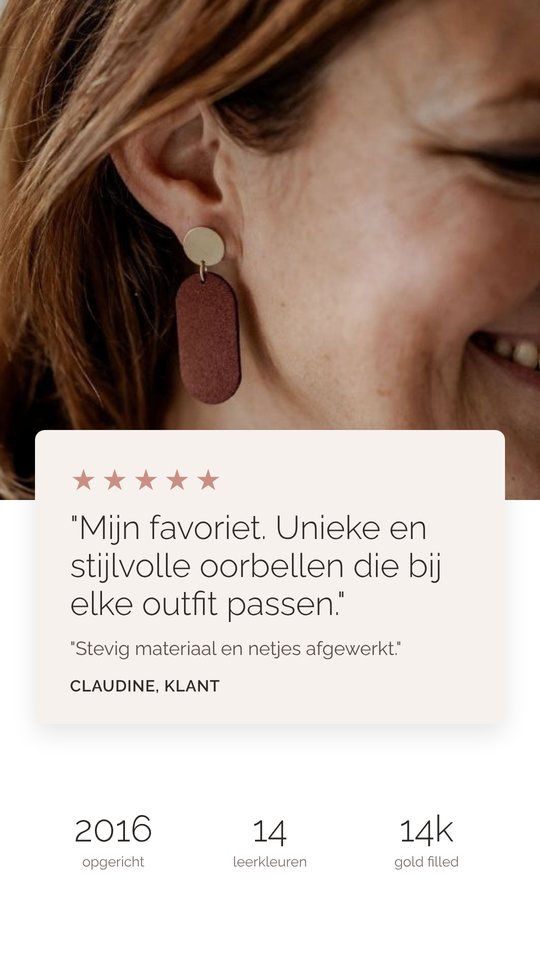 "Mijn favoriet. Unieke en
stijlvolle oorbellen die bij
elke outfit passen."
"Stevig materiaal en netjes afgewerkt."
CLAUDINE, KLANT
2016 14 14k
opgericht leerkleuren gold filled